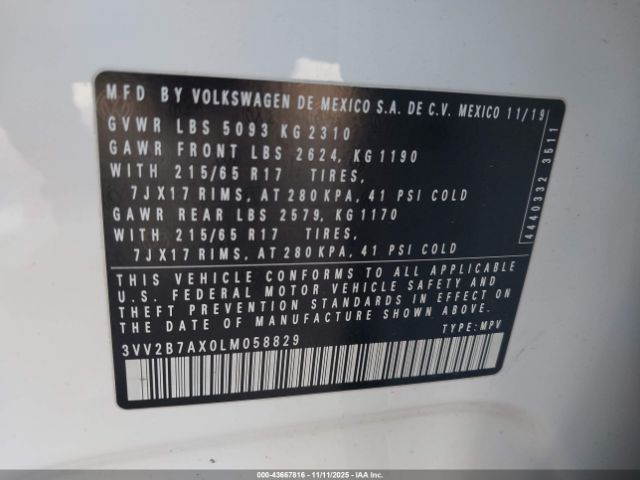 MFD BY VOLKSWAGEN DE MEXICO S.A. DE C.V. MEXICO 11/19
GVWR LBS 5093 KG 2310
GAWR FRONT LBS 2624, KG 1190
WITH 215/65 R17 TIRES,
7JX17 RIMS, AT 280 KPA, 41 PSI COLD
GAWR REAR LBS 2579, KG 1170
WITH 215/65 R17 TIRES,
7JX17 RIMS, AT 280 KPA, 41 PSI COLD
4440332 3511
THIS VEHICLE CONFORMS TO ALL APPLICABLE
U.S. FEDERAL MOTOR VEHICLE SAFETY AND
THEFT PREVENTION STANDARDS IN EFFECT ON
THE DATE OF MANUFACTURE SHOWN ABOVE.
3VV2B7AX0LM058829 TYPE: MPV
000-43667816 - 11/11/2025 - IAA Inc.